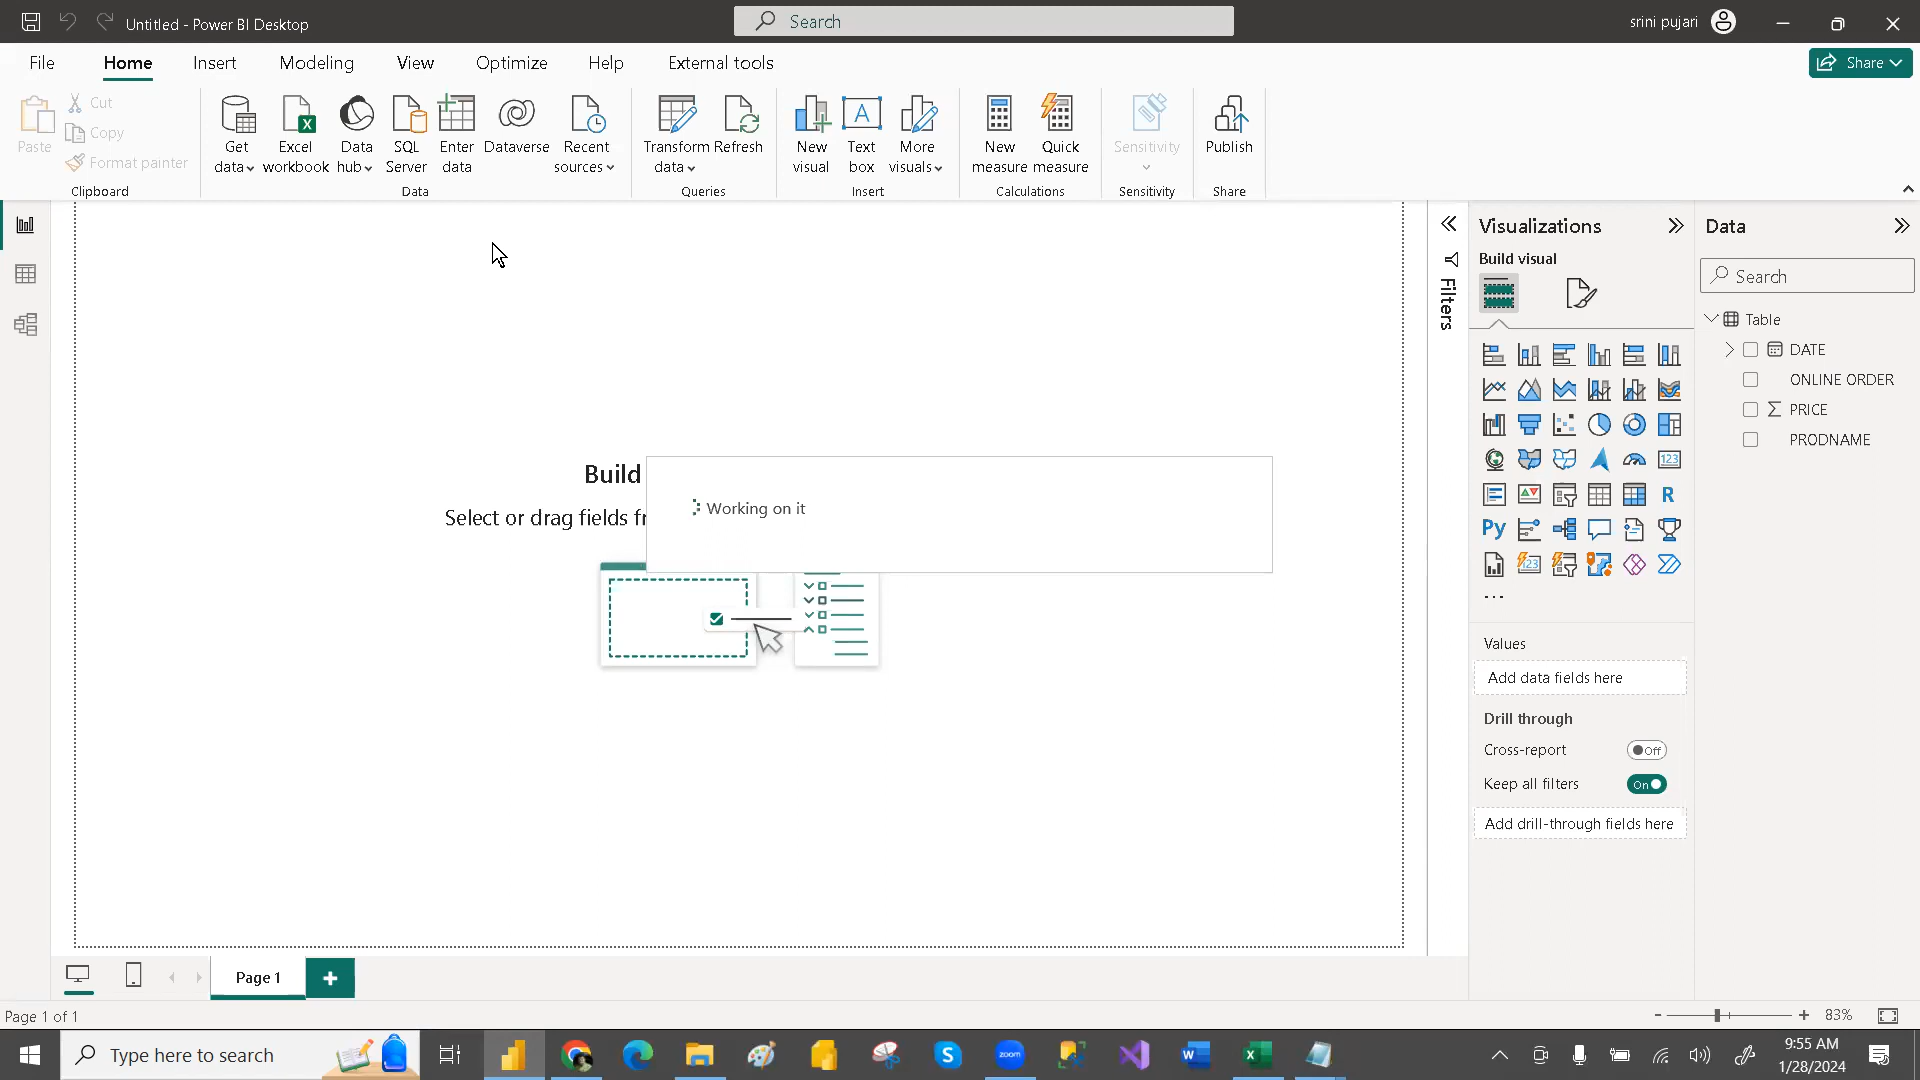 Untitled - Power BI Desktop
Search
srini pujari
File
Home
Insert
Modeling
View
Optimize
Help
External tools
Share
Paste
Cut
Copy
Format painter
Clipboard
Get data
Excel workbook
Data hub
SQL Server
Enter data
Dataverse
Recent sources
Data
Transform data
Refresh
Queries
New visual
Text box
More visuals
Insert
New measure
Quick measure
Calculations
Sensitivity
Sensitivity
Publish
Share
Build
Select or drag fields fr
Working on it
Filters
Visualizations
Build visual
123
R
Py
123
Values
Add data fields here
Drill through
Cross-report
Off
Keep all filters
On
Add drill-through fields here
Data
Search
Table
DATE
ONLINE ORDER
PRICE
PRODNAME
Page 1
Page 1 of 1
83%
Type here to search
zoom
9:55 AM
1/28/2024